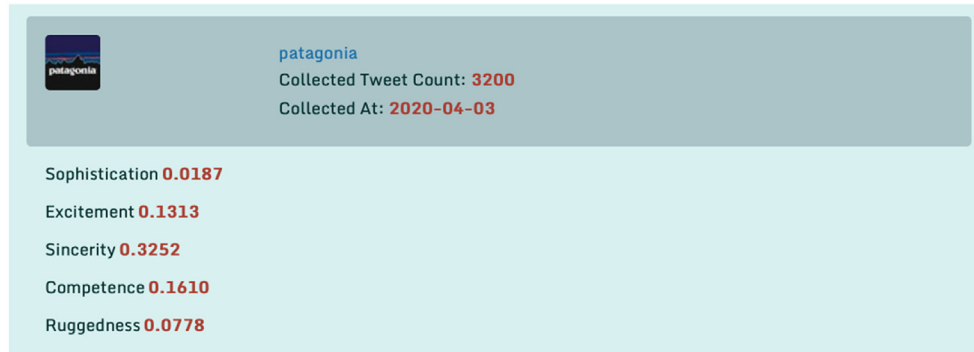 patagonia
patagonia
Collected Tweet Count: 3200
Collected At: 2020-04-03
Sophistication 0.0187
Excitement 0.1313
Sincerity 0.3252
Competence 0.1610
Ruggedness 0.0778